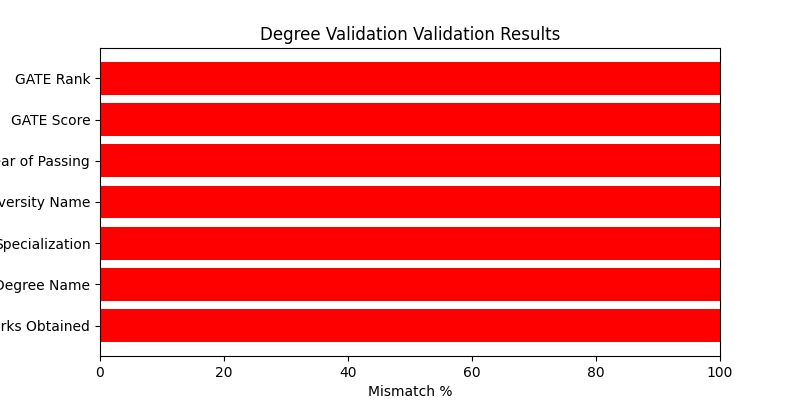 Degree Validation Validation Results
GATE Rank
GATE Score
ar of Passing
versity Name
Specialization
Degree Name
rks Obtained
0 20 40 60 80 100
Mismatch %